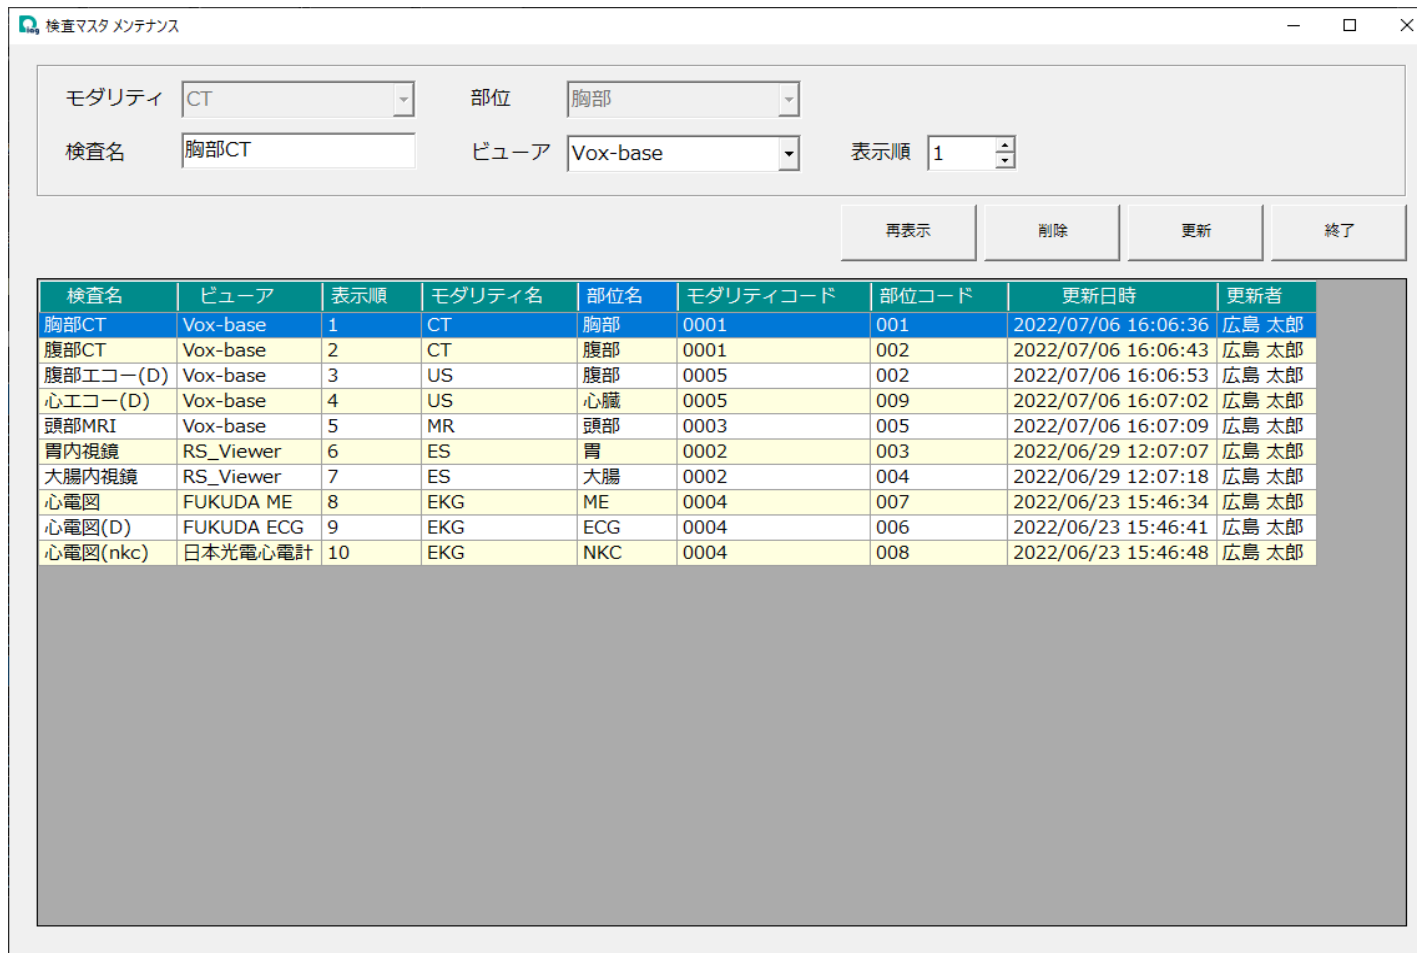 検査マスタ メンテナンス
モダリティ CT 部位 胸部
検査名 胸部CT ビューア Vox-base 表示順 1
再表示 削除 更新 終了
検査名 ビューア 表示順 モダリティ名 部位名 モダリティコード 部位コード 更新日時 更新者
胸部CT Vox-base 1 CT 胸部 0001 001 2022/07/06 16:06:36 広島 太郎
腹部CT Vox-base 2 CT 腹部 0001 002 2022/07/06 16:06:43 広島 太郎
腹部エコー(D) Vox-base 3 US 腹部 0005 002 2022/07/06 16:06:53 広島 太郎
心エコー(D) Vox-base 4 US 心臓 0005 009 2022/07/06 16:07:02 広島 太郎
頭部MRI Vox-base 5 MR 頭部 0003 005 2022/07/06 16:07:09 広島 太郎
胃内視鏡 RS_Viewer 6 ES 胃 0002 003 2022/06/29 12:07:07 広島 太郎
大腸内視鏡 RS_Viewer 7 ES 大腸 0002 004 2022/06/29 12:07:18 広島 太郎
心電図 FUKUDA ME 8 EKG ME 0004 007 2022/06/23 15:46:34 広島 太郎
心電図(D) FUKUDA ECG 9 EKG ECG 0004 006 2022/06/23 15:46:41 広島 太郎
心電図(nkc) 日本光電心電計 10 EKG NKC 0004 008 2022/06/23 15:46:48 広島 太郎